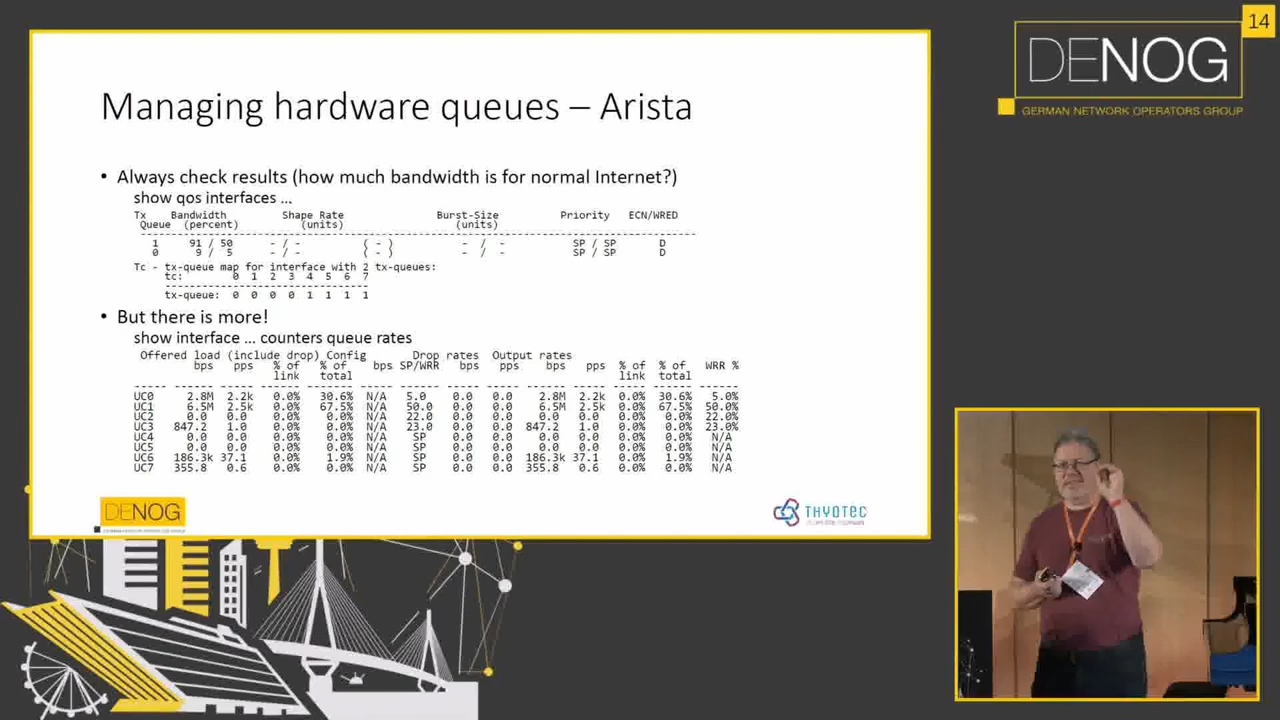 14
DENOG
GERMAN NETWORK OPERATORS GROUP
Managing hardware queues – Arista
• Always check results (how much bandwidth is for normal Internet?)
show qos interfaces ...
Tx Bandwidth Shape Rate Burst-Size Priority ECN/WRED
Queue (percent) (units) (units)
--------------------------------------------------------------------------------
1 91 / 50 - / - ( - ) - / - SP / SP D
0 9 / 5 - / - ( - ) - / - SP / SP D
Tc - tx-queue map for interface with 2 tx-queues:
tc: 0 1 2 3 4 5 6 7
-----------------------------
tx-queue: 0 0 0 0 1 1 1 1
• But there is more!
show interface ... counters queue rates
Offered load (include drop) Config Drop rates Output rates
bps pps % of % of bps SP/WRR bps pps bps pps % of % of WRR %
link total link total
----- ------ ----- ------ ------- ---- ------ ----- ----- ------ ----- ------ ------- ------
UC0 2.8M 2.2k 0.0% 30.6% N/A 5.0 0.0 0.0 2.8M 2.2k 0.0% 30.6% 5.0%
UC1 6.5M 2.5k 0.0% 67.5% N/A 50.0 0.0 0.0 6.5M 2.5k 0.0% 67.5% 50.0%
UC2 0.0 0.0 0.0% 0.0% N/A 22.0 0.0 0.0 0.0 0.0 0.0% 0.0% 22.0%
UC3 847.2 1.0 0.0% 0.0% N/A 23.0 0.0 0.0 847.2 1.0 0.0% 0.0% 23.0%
UC4 0.0 0.0 0.0% 0.0% N/A SP 0.0 0.0 0.0 0.0 0.0% 0.0% N/A
UC5 0.0 0.0 0.0% 0.0% N/A SP 0.0 0.0 0.0 0.0 0.0% 0.0% N/A
UC6 186.3k 37.1 0.0% 1.9% N/A SP 0.0 0.0 186.3k 37.1 0.0% 1.9% N/A
UC7 355.8 0.6 0.0% 0.0% N/A SP 0.0 0.0 355.8 0.6 0.0% 0.0% N/A
DENOG
THYOTEC